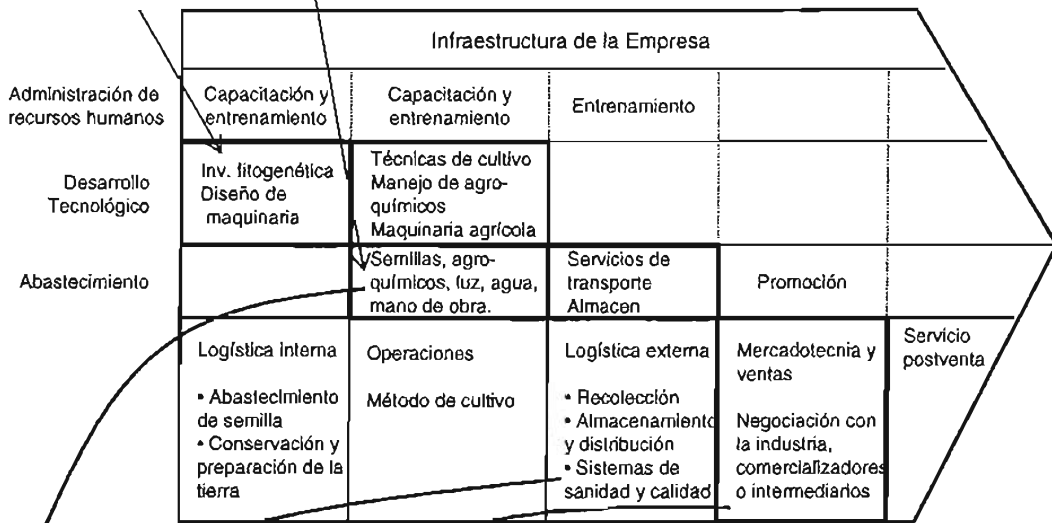 Infraestructura de la Empresa
Administración de
recursos humanos
Capacitación y
entrenamiento
Capacitación y
entrenamiento
Entrenamiento
Desarrollo
Tecnológico
Inv. fitogenética
Diseño de
maquinaria
Técnicas de cultivo
Manejo de agro-
químicos
Maquinaria agrícola
Abastecimiento
Semillas, agro-
químicos, luz, agua,
mano de obra.
Servicios de
transporte
Almacen
Promoción
Logística interna
• Abastecimiento
de semilla
• Conservación y
preparación de la
tierra
Operaciones
Método de cultivo
Logística externa
• Recolección
• Almacenamiento
y distribución
• Sistemas de
sanidad y calidad
Mercadotecnia y
ventas
Negociación con
la industria,
comercializadores
o intermediarios
Servicio
postventa